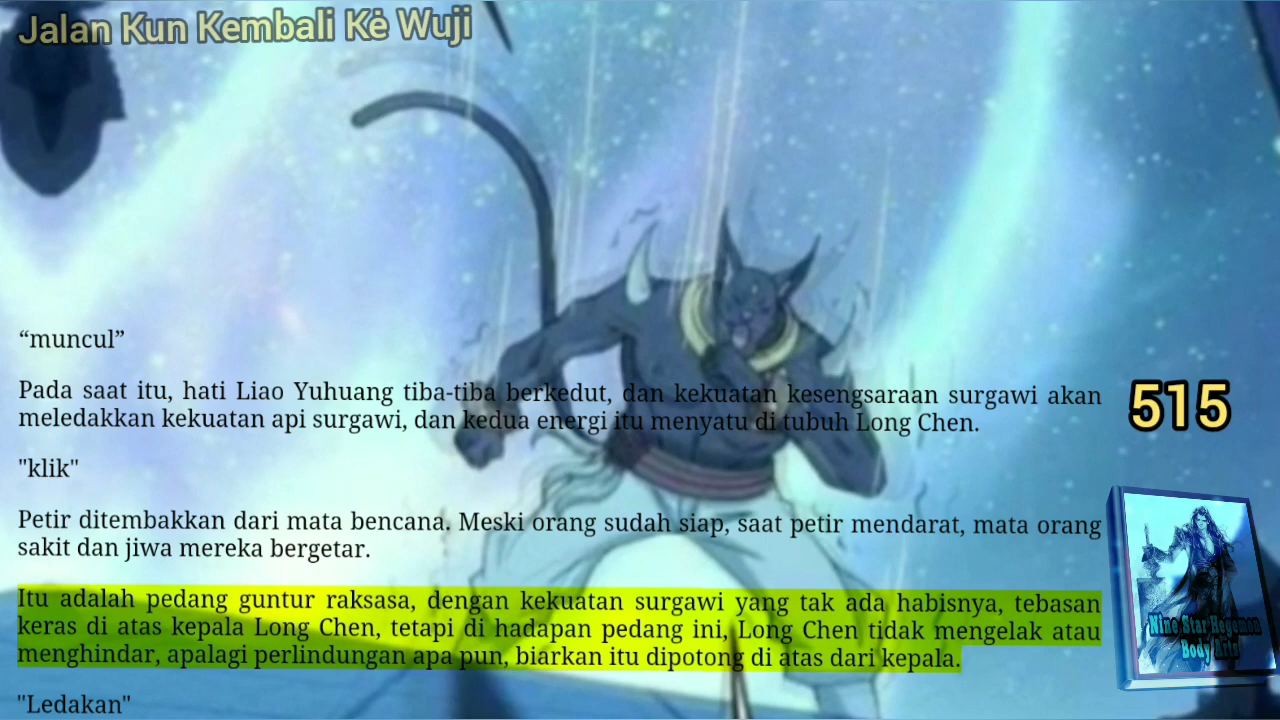 Jalan Kun Kembali Kė Wuji
“muncul”
Pada saat itu, hati Liao Yuhuang tiba-tiba berkedut, dan kekuatan kesengsaraan surgawi akan
meledakkan kekuatan api surgawi, dan kedua energi itu menyatu di tubuh Long Chen.
515
"klik"
Petir ditembakkan dari mata bencana. Meski orang sudah siap, saat petir mendarat, mata orang
sakit dan jiwa mereka bergetar.
Itu adalah pedang guntur raksasa, dengan kekuatan surgawi yang tak ada habisnya, tebasan
keras di atas kepala Long Chen, tetapi di hadapan pedang ini, Long Chen tidak mengelak atau
menghindar, apalagi perlindungan apa pun, biarkan itu dipotong di atas dari kepala.
"Ledakan"
Nine Star Hegemon
Body Arts